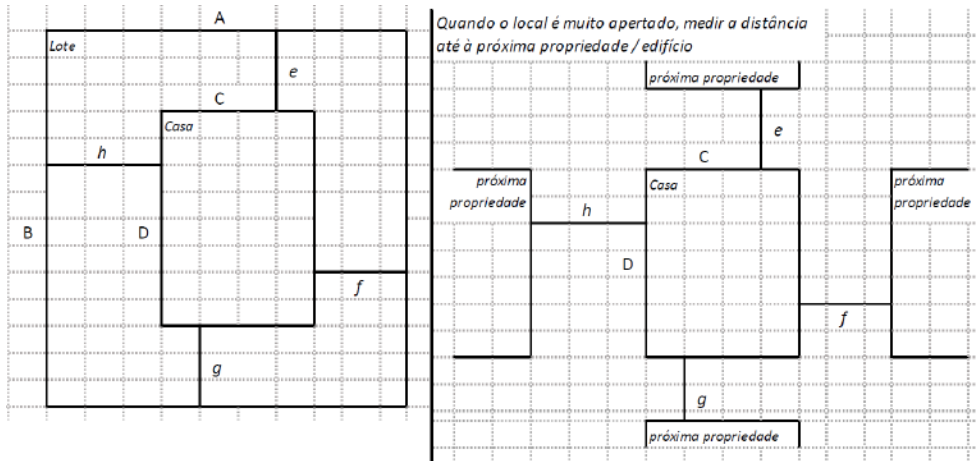 A
Lote
e
C
Casa
h
B
D
f
g
Quando o local é muito apertado, medir a distância
até à próxima propriedade / edifício
próxima propriedade
e
C
próxima
propriedade
Casa
próxima
propriedade
h
D
f
g
próxima propriedade